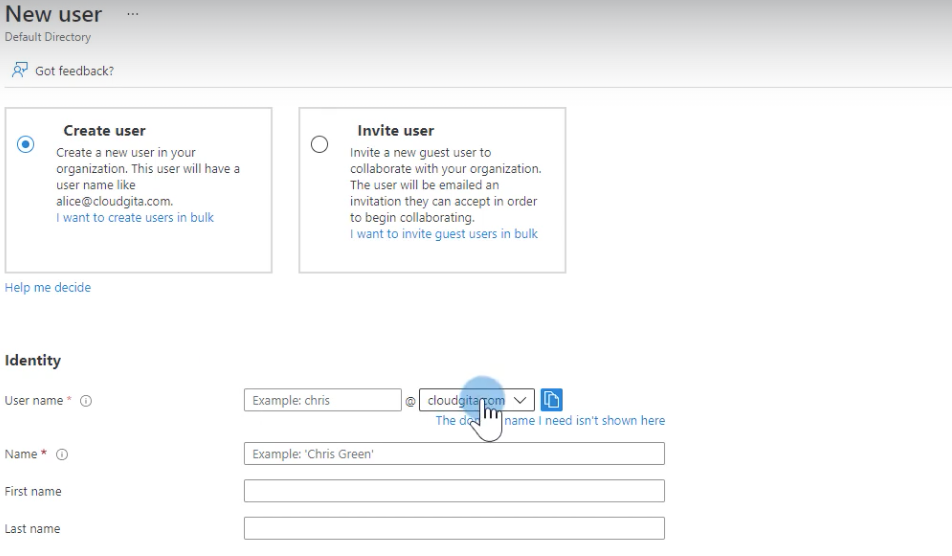 New user ...
Default Directory
Got feedback?
Create user
Create a new user in your
organization. This user will have a
user name like
alice@cloudgita.com.
I want to create users in bulk
Invite user
Invite a new guest user to
collaborate with your organization.
The user will be emailed an
invitation they can accept in order
to begin collaborating.
I want to invite guest users in bulk
Help me decide
Identity
User name * Example: chris @ cloudgita.com
The name I need isn't shown here
Name * Example: 'Chris Green'
First name
Last name